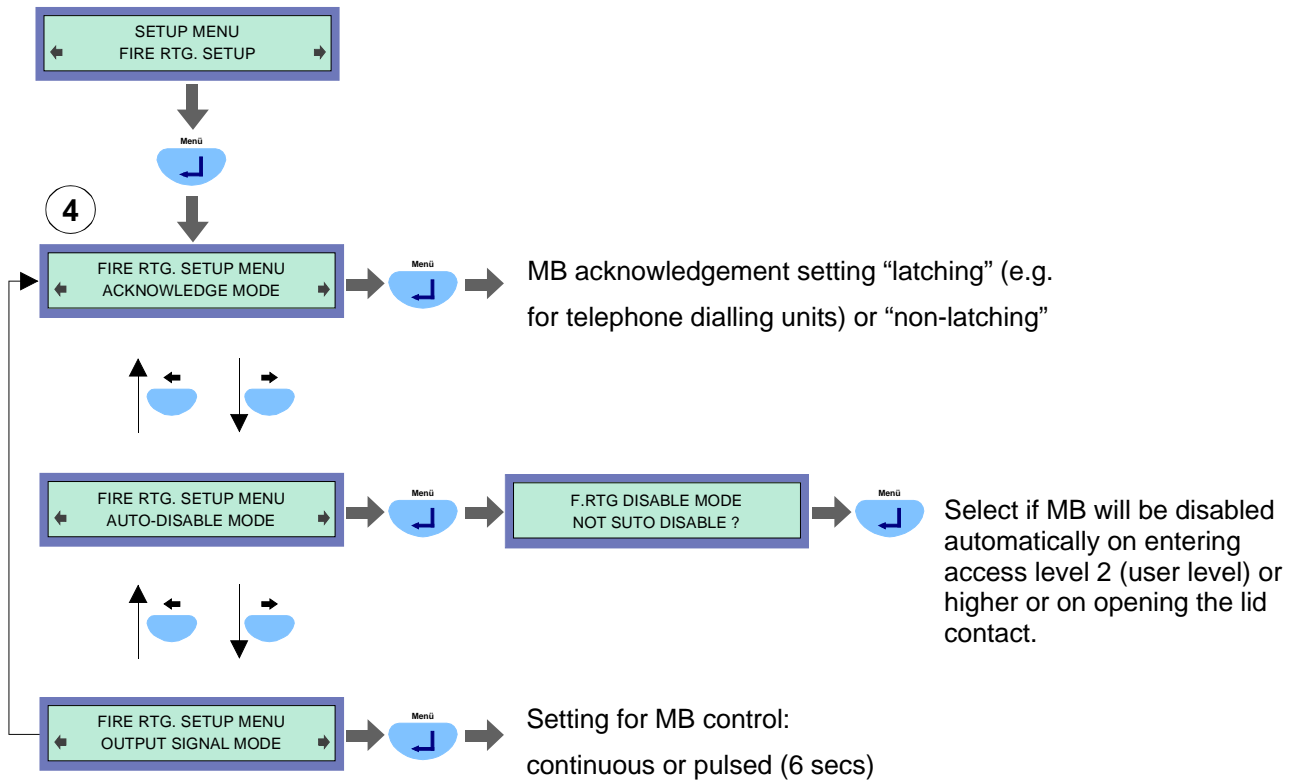 SETUP MENU
FIRE RTG. SETUP
Menü
4
FIRE RTG. SETUP MENU
ACKNOWLEDGE MODE
Menü
MB acknowledgement setting “latching” (e.g.
for telephone dialling units) or “non-latching”
FIRE RTG. SETUP MENU
AUTO-DISABLE MODE
Menü
F.RTG DISABLE MODE
NOT SUTO DISABLE ?
Menü
Select if MB will be disabled
automatically on entering
access level 2 (user level) or
higher or on opening the lid
contact.
FIRE RTG. SETUP MENU
OUTPUT SIGNAL MODE
Menü
Setting for MB control:
continuous or pulsed (6 secs)